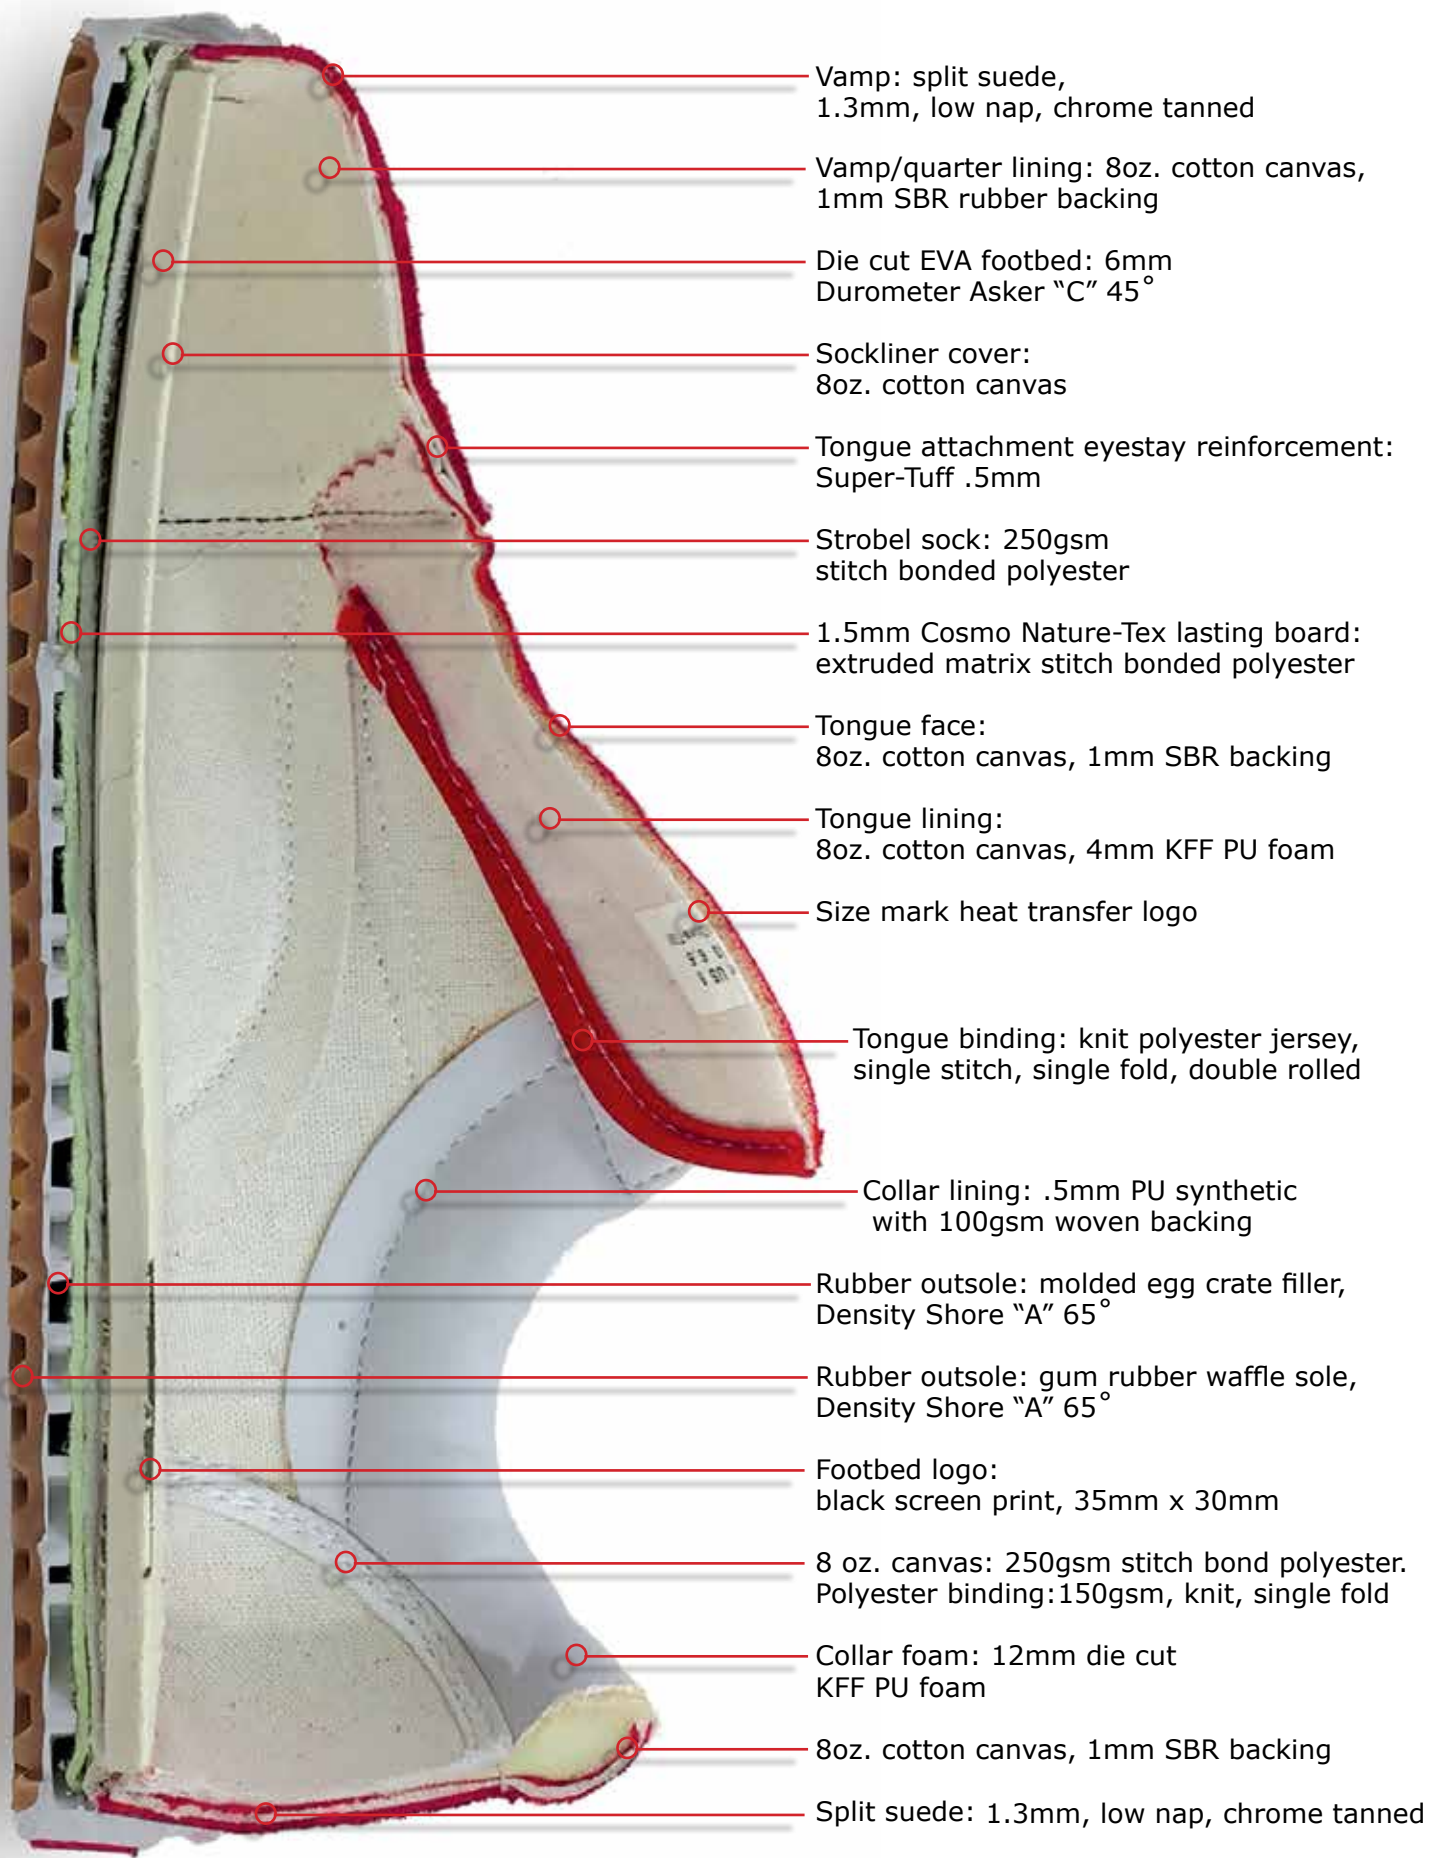 Vamp: split suede,
1.3mm, low nap, chrome tanned
Vamp/quarter lining: 8oz. cotton canvas,
1mm SBR rubber backing
Die cut EVA footbed: 6mm
Durometer Asker “C” 45°
Sockliner cover:
8oz. cotton canvas
Tongue attachment eyestay reinforcement:
Super-Tuff .5mm
Strobel sock: 250gsm
stitch bonded polyester
1.5mm Cosmo Nature-Tex lasting board:
extruded matrix stitch bonded polyester
Tongue face:
8oz. cotton canvas, 1mm SBR backing
Tongue lining:
8oz. cotton canvas, 4mm KFF PU foam
Size mark heat transfer logo
Tongue binding: knit polyester jersey,
single stitch, single fold, double rolled
Collar lining: .5mm PU synthetic
with 100gsm woven backing
Rubber outsole: molded egg crate filler,
Density Shore “A” 65°
Rubber outsole: gum rubber waffle sole,
Density Shore “A” 65°
Footbed logo:
black screen print, 35mm x 30mm
8 oz. canvas: 250gsm stitch bond polyester.
Polyester binding:150gsm, knit, single fold
Collar foam: 12mm die cut
KFF PU foam
8oz. cotton canvas, 1mm SBR backing
Split suede: 1.3mm, low nap, chrome tanned